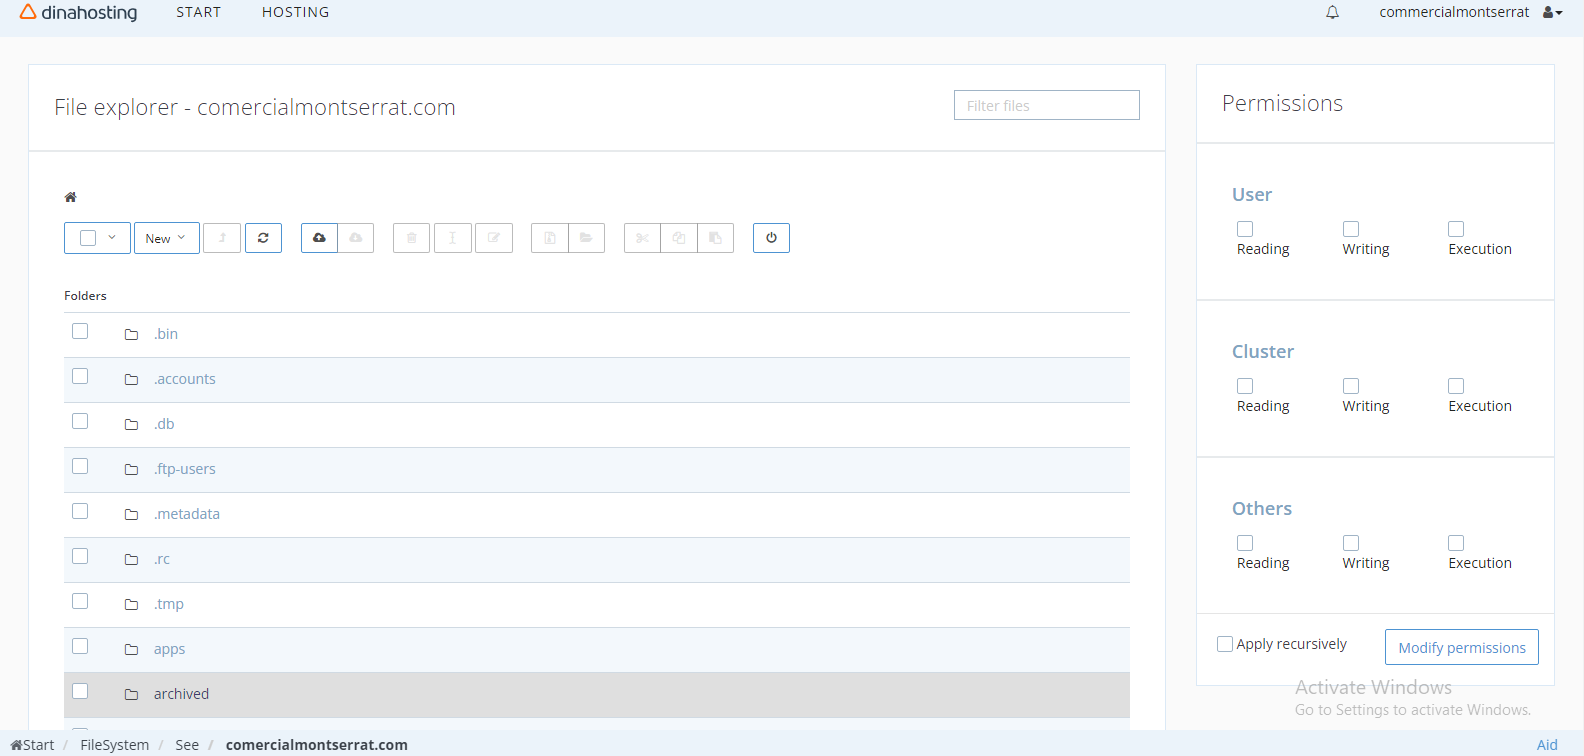 dinahosting START HOSTING commercialmontserrat
File explorer - comercialmontserrat.com
Filter files
New
Folders
.bin
.accounts
.db
.ftp-users
.metadata
.rc
.tmp
apps
archived
Permissions
User
Reading Writing Execution
Cluster
Reading Writing Execution
Others
Reading Writing Execution
Apply recursively Modify permissions
Activate Windows
Go to Settings to activate Windows.
Start / FileSystem / See / comercialmontserrat.com Aid